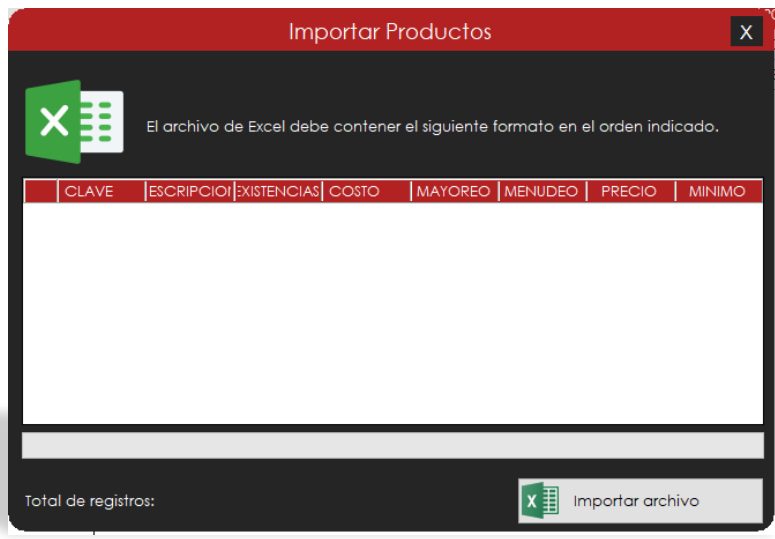 Importar Productos
X
El archivo de Excel debe contener el siguiente formato en el orden indicado.
CLAVE ESCRIPCION EXISTENCIAS COSTO MAYOREO MENUDEO PRECIO MINIMO
Total de registros:
Importar archivo